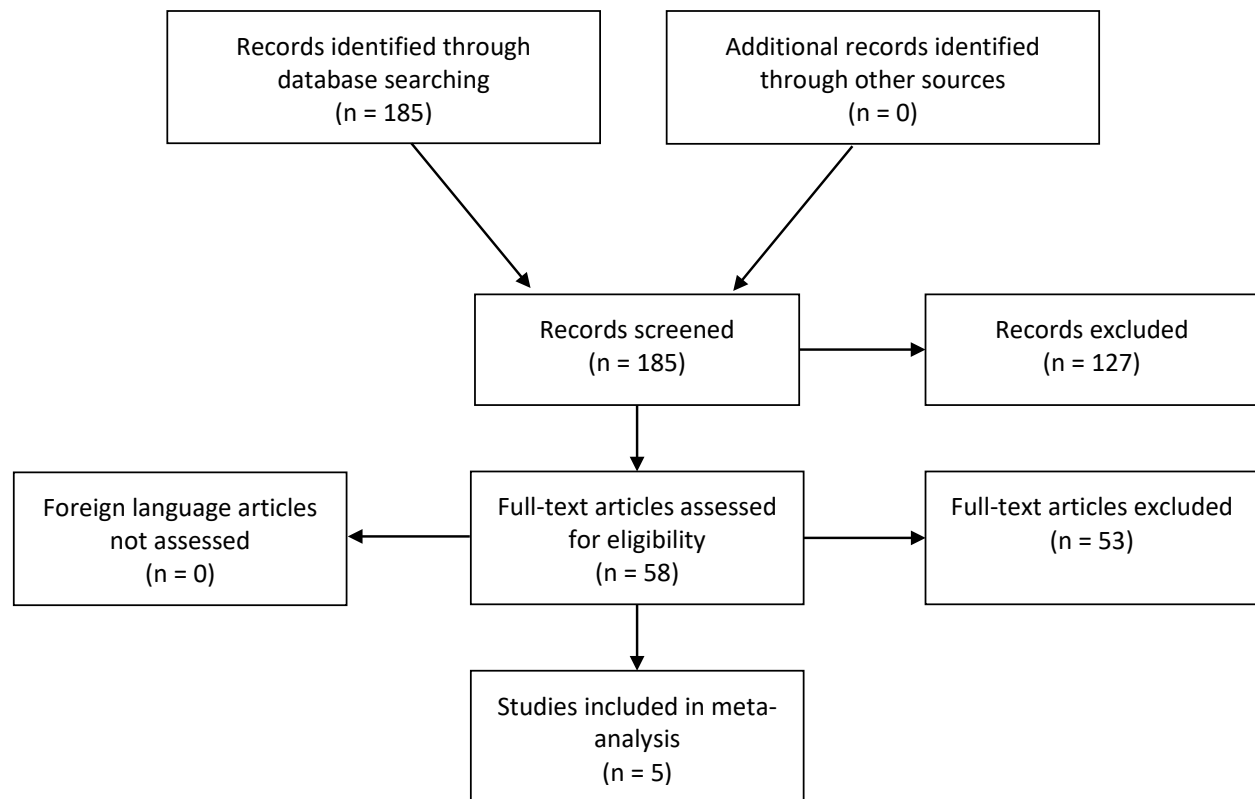 Records identified through
database searching
(n = 185)
Additional records identified
through other sources
(n = 0)
Records screened
(n = 185)
Records excluded
(n = 127)
Foreign language articles
not assessed
(n = 0)
Full-text articles assessed
for eligibility
(n = 58)
Full-text articles excluded
(n = 53)
Studies included in meta-
analysis
(n = 5)